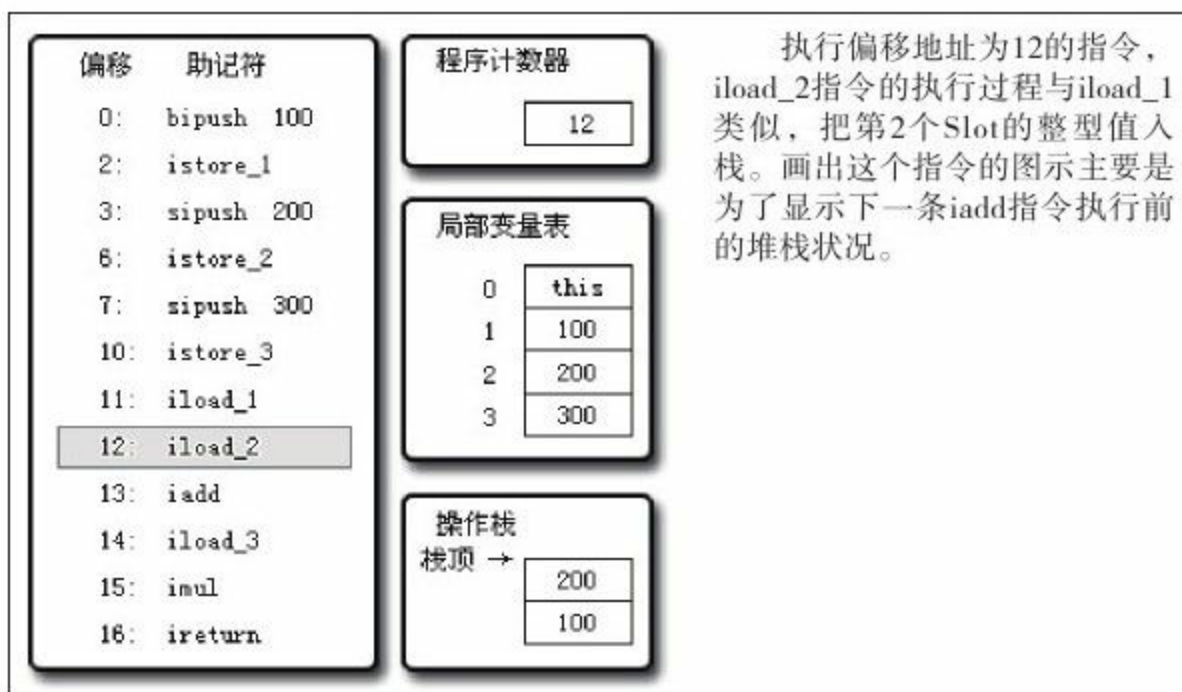 偏移 助记符
0: bipush 100
2: istore_1
3: sipush 200
6: istore_2
7: sipush 300
10: istore_3
11: iload_1
12: iload_2
13: iadd
14: iload_3
15: imul
16: ireturn
程序计数器
12
局部变量表
0 this
1 100
2 200
3 300
操作栈
栈顶 →
200
100
执行偏移地址为12的指令，
iload_2指令的执行过程与iload_1
类似，把第2个Slot的整型值入
栈。画出这个指令的图示主要是
为了显示下一条iadd指令执行前
的堆栈状况。